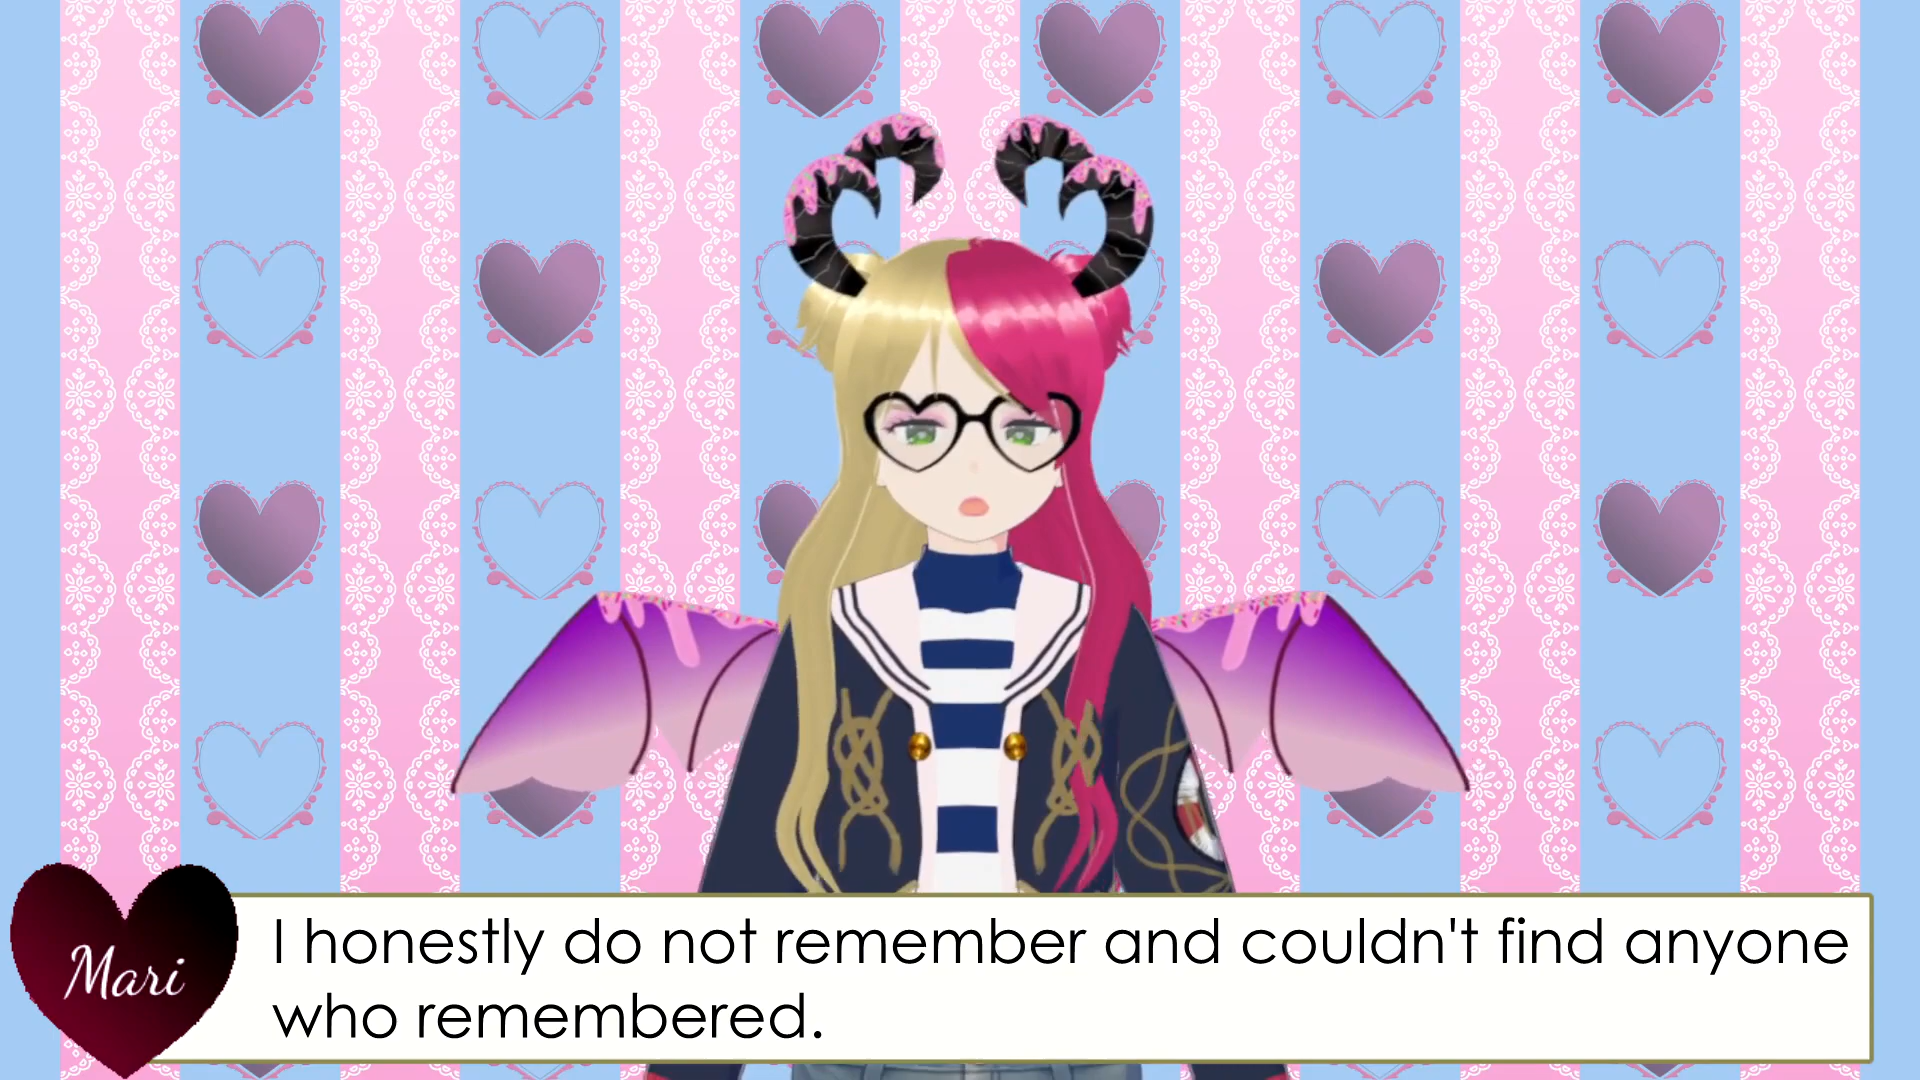 Mari
I honestly do not remember and couldn't find anyone
who remembered.